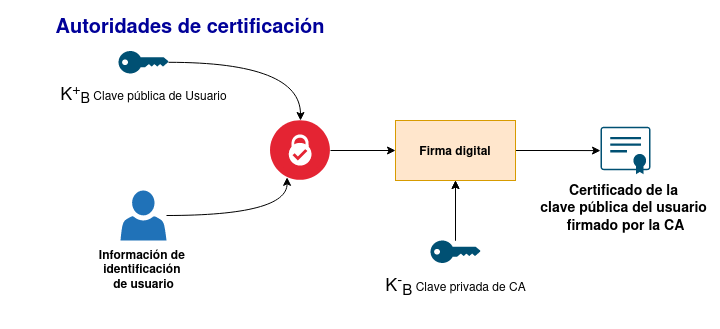 Autoridades de certificación
K+B Clave pública de Usuario
Firma digital
Información de
identificación
de usuario
Certificado de la
clave pública del usuario
firmado por la CA
K-B Clave privada de CA